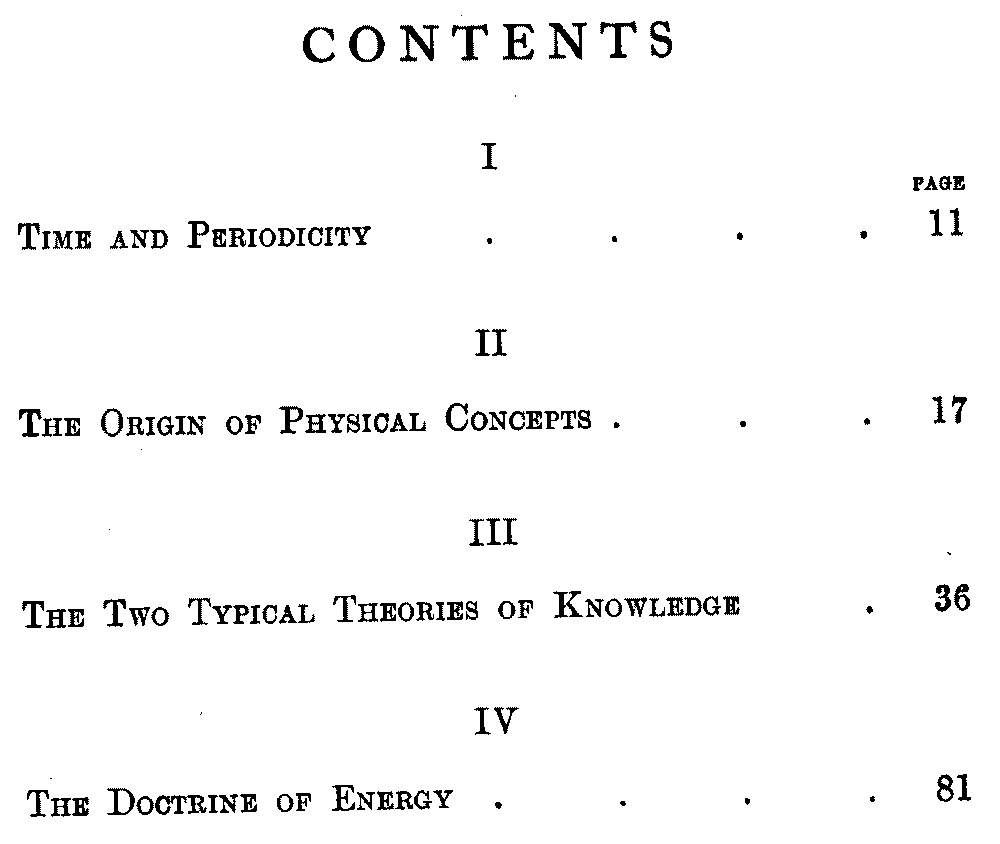 CONTENTS
I
PAGE
TIME AND PERIODICITY . . . . 11
II
THE ORIGIN OF PHYSICAL CONCEPTS . . . 17
III
THE TWO TYPICAL THEORIES OF KNOWLEDGE . 36
IV
THE DOCTRINE OF ENERGY . . . . 81